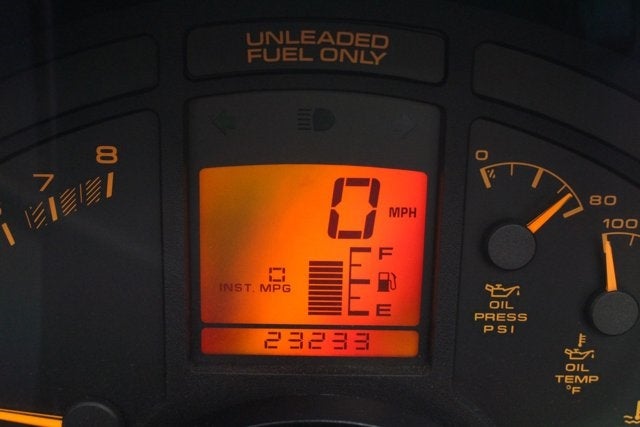 UNLEADED
FUEL ONLY
7 8
0 MPH
F
0
INST. MPG
E
23233
0
80
OIL
PRESS
PSI
100
OIL
TEMP
°F